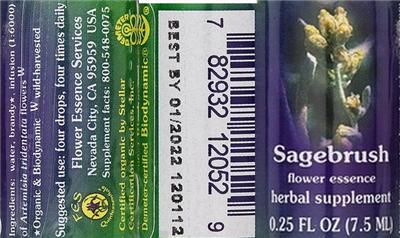 Ingredients: water, brandy★ infusion (1:6000)
of Artemisia tridentata flowers W
★Organic & Biodynamic W wild-harvested
Suggested use: four drops, four times daily
FES
Flower Essence Services
Nevada City, CA 95959 USA
Supplement facts: 800-548-0075
DEMETER
Certified organic by Stellar
Certification Services, Inc.
Demeter-certified Biodynamic®
BEST BY 01/2022 120112
7 82932 12052 9
Sagebrush
flower essence
herbal supplement
0.25 FL OZ (7.5 ML)